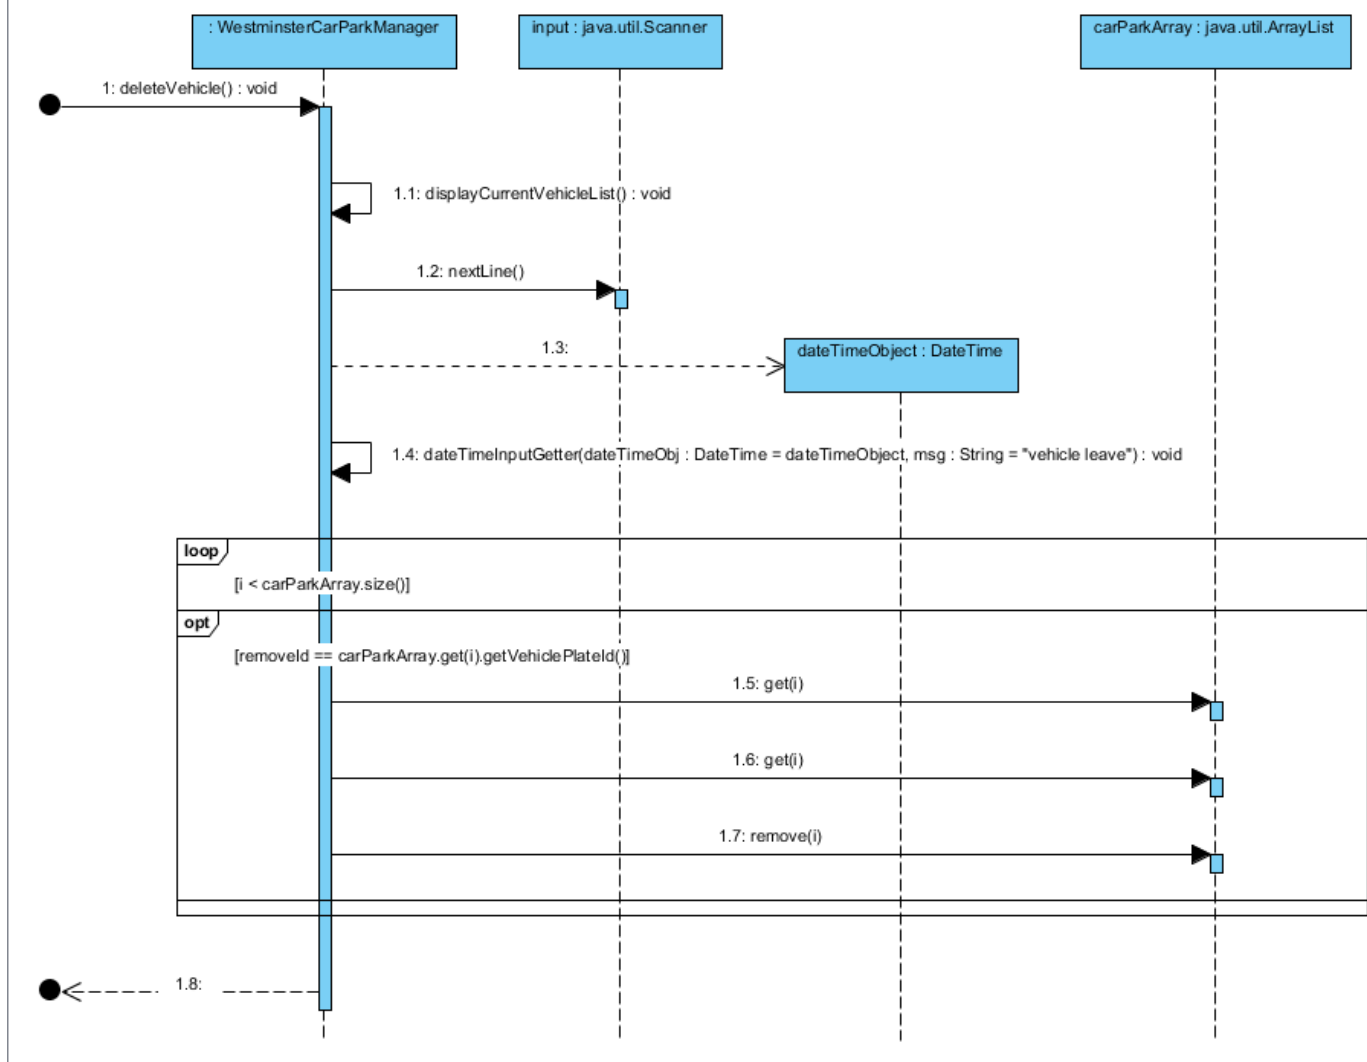 : WestminsterCarParkManager
input : java.util.Scanner
carParkArray : java.util.ArrayList
1: deleteVehicle() : void
1.1: displayCurrentVehicleList() : void
1.2: nextLine()
1.3:
dateTimeObject : DateTime
1.4: dateTimeInputGetter(dateTimeObj : DateTime = dateTimeObject, msg : String = "vehicle leave") : void
loop
[i < carParkArray.size()]
opt
[removeId == carParkArray.get(i).getVehiclePlateId()]
1.5: get(i)
1.6: get(i)
1.7: remove(i)
1.8: